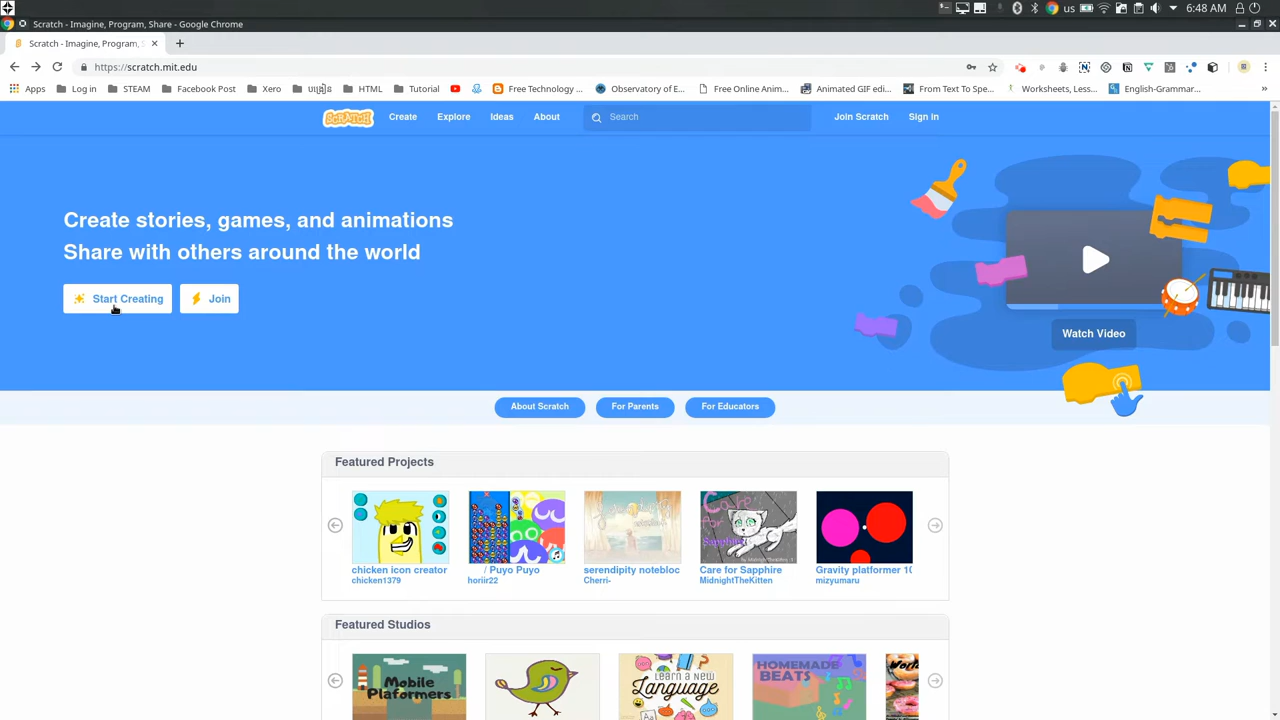 us 6:48 AM
Scratch - Imagine, Program, Share - Google Chrome
Scratch - Imagine, Program, S
https://scratch.mit.edu
Apps Log in STEAM Facebook Post Xero HTML Tutorial Free Technology ... Observatory of E... Free Online Anim... Animated GIF edi... From Text To Spe... Worksheets, Less... English-Grammar...
SCRATCH Create Explore Ideas About Search Join Scratch Sign in
Create stories, games, and animations
Share with others around the world
Start Creating Join
Watch Video
About Scratch For Parents For Educators
Featured Projects
Care for Sapphire
chicken icon creator / Puyo Puyo serendipity notebloc Care for Sapphire Gravity platformer 10
chicken1379 horiir22 Cherri- MidnightTheKitten mizyumaru
Featured Studios
Mobile Plaformers
LEARN A NEW Language
HOMEMADE BEATS